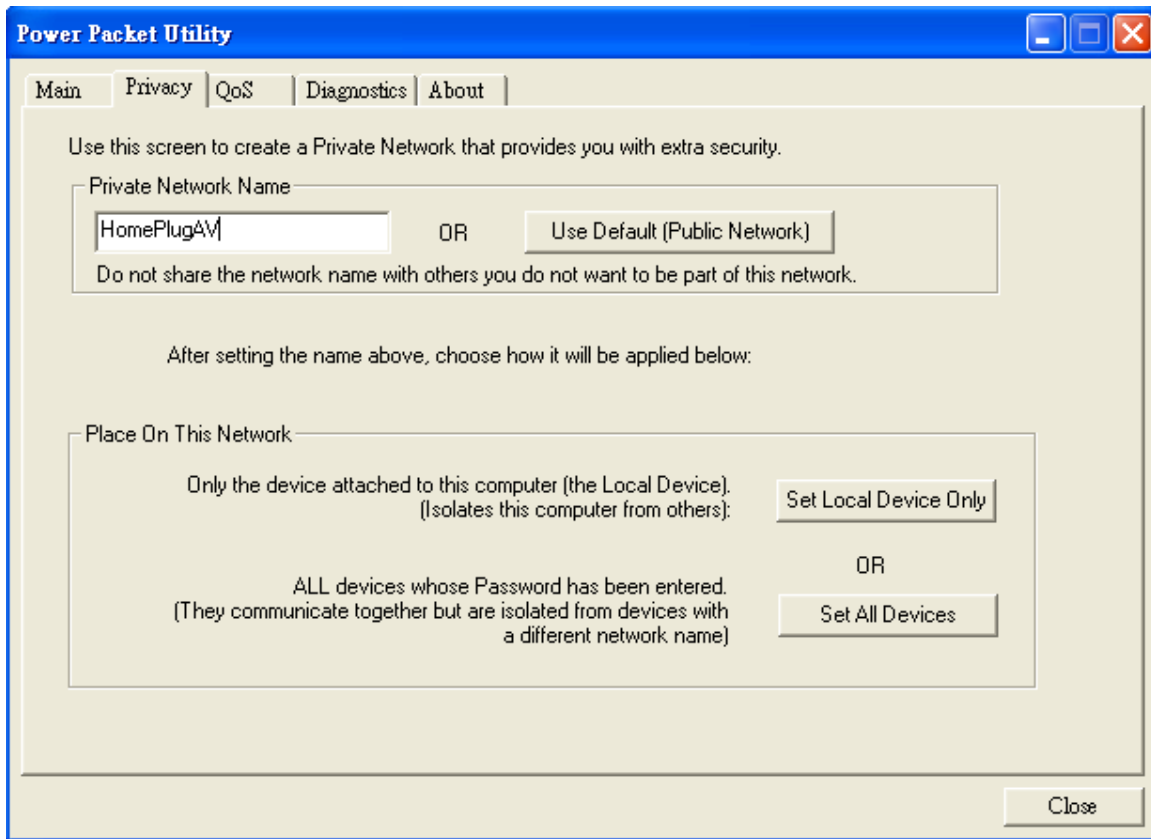 Power Packet Utility
Main Privacy QoS Diagnostics About
Use this screen to create a Private Network that provides you with extra security.
Private Network Name
HomePlugAV OR Use Default (Public Network)
Do not share the network name with others you do not want to be part of this network.
After setting the name above, choose how it will be applied below:
Place On This Network
Only the device attached to this computer (the Local Device).
(Isolates this computer from others):
Set Local Device Only
OR
ALL devices whose Password has been entered.
(They communicate together but are isolated from devices with
a different network name)
Set All Devices
Close